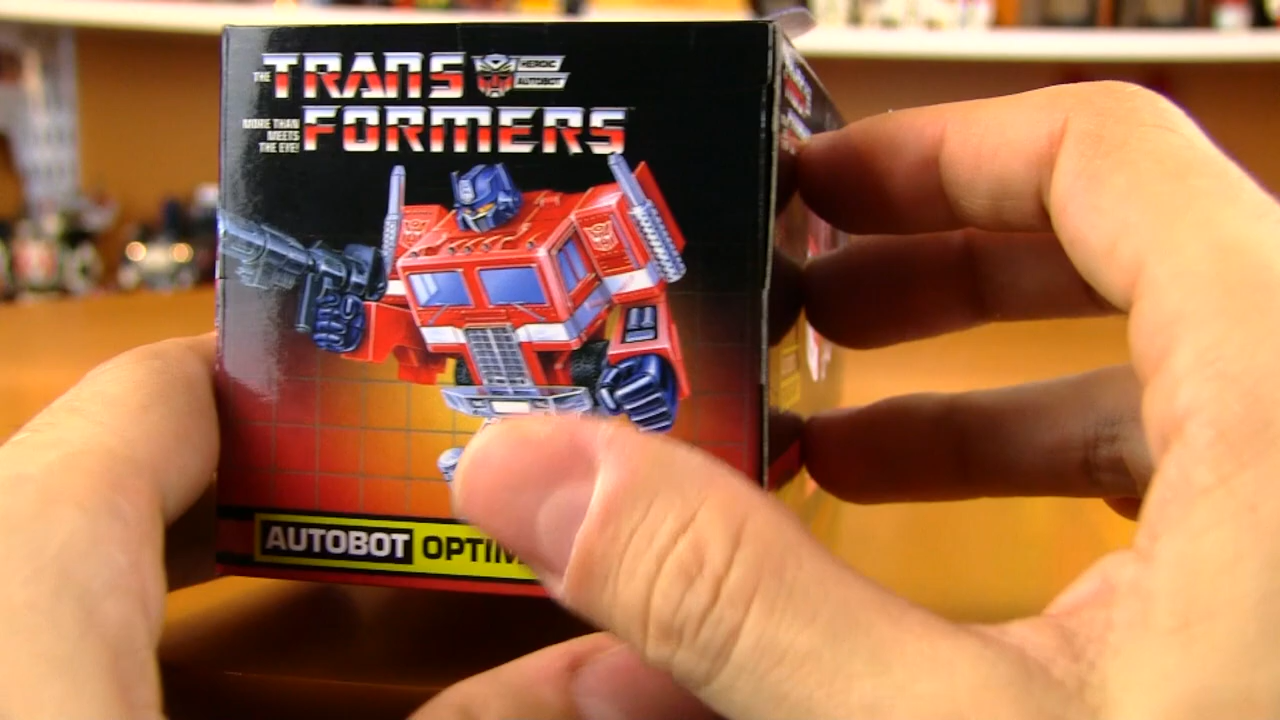 THE TRANS HEROIC AUTOBOT
MORE THAN MEETS THE EYE! FORMERS
AUTOBOT OPTIM